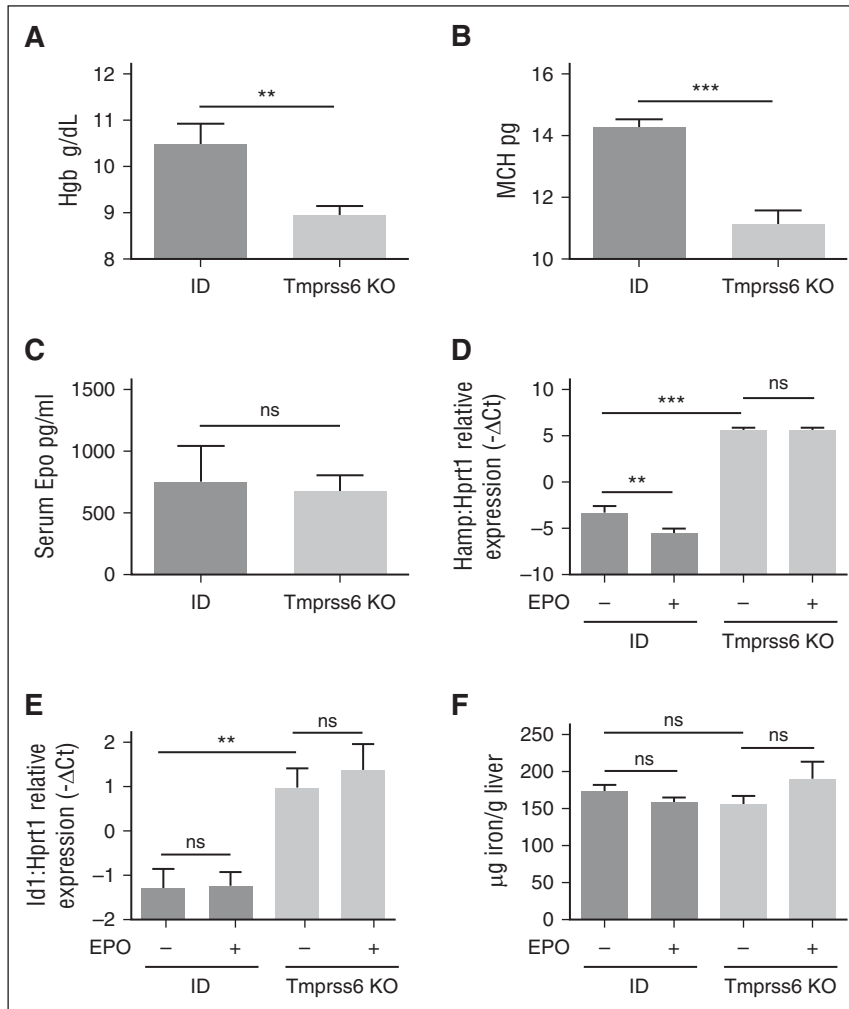 A
Hgb g/dL
12
11
10
9
8
**
ID
Tmprss6 KO
B
MCH pg
16
14
12
10
***
ID
Tmprss6 KO
C
Serum Epo pg/ml
1500
1000
500
0
ns
ID
Tmprss6 KO
D
Hamp:Hprt1 relative
expression (-ΔCt)
10
5
0
−5
−10
***
ns
**
EPO − + − +
ID Tmprss6 KO
E
Id1:Hprt1 relative
expression (-ΔCt)
2
1
0
−1
−2
**
ns
ns
EPO − + − +
ID Tmprss6 KO
F
µg iron/g liver
250
200
150
100
50
0
ns
ns
ns
EPO − + − +
ID Tmprss6 KO